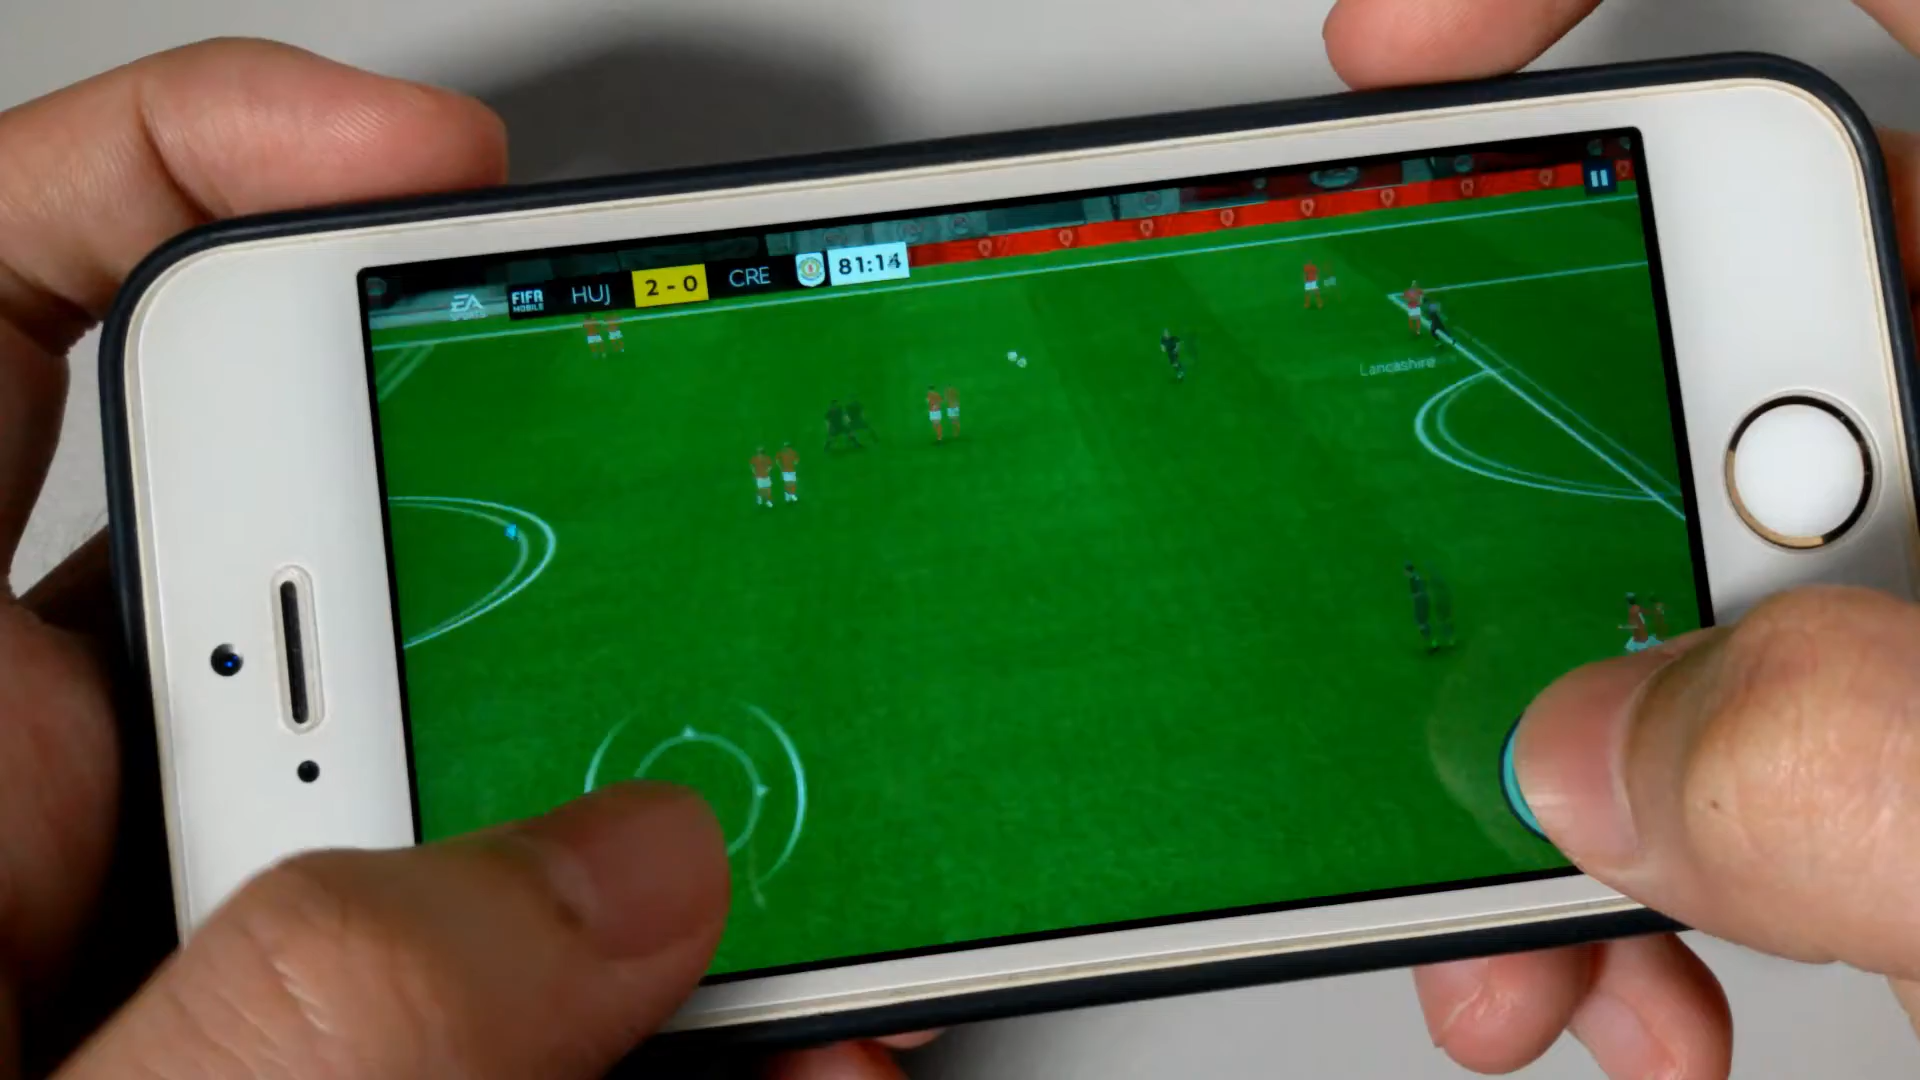 EA
SPORTS
FIFA
MOBILE
HUJ
2 - 0
CRE
81:14
Lancashire